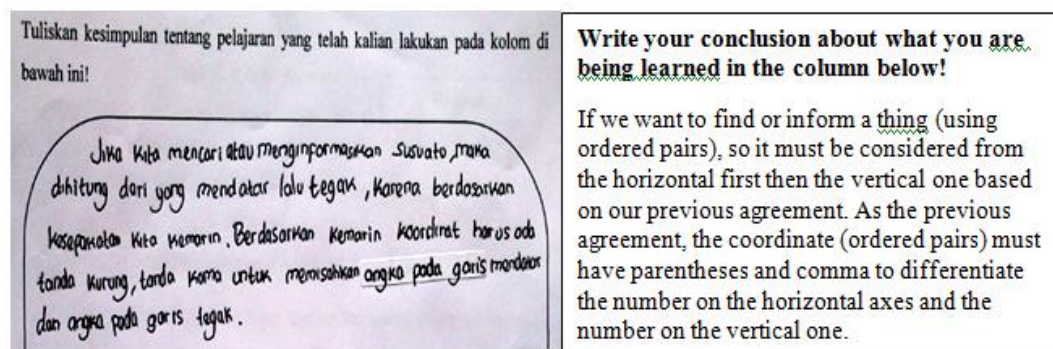 Tuliskan kesimpulan tentang pelajaran yang telah kalian lakukan pada kolom di
bawah ini!
Jika kita mencari atau menginpormasikan susuato, maka
dihitung dari yang mendatar lalu tegak, karena berdasarkan
kesepakatan kita kemarin. Berdasarkan kemarin koordinat harus ada
tanda kurung, tanda kama untuk memisahkan angka pada garis mendatar
dan angka pada garis tegak.
Write your conclusion about what you are
being learned in the column below!
If we want to find or inform a thing (using
ordered pairs), so it must be considered from
the horizontal first then the vertical one based
on our previous agreement. As the previous
agreement, the coordinate (ordered pairs) must
have parentheses and comma to differentiate
the number on the horizontal axes and the
number on the vertical one.